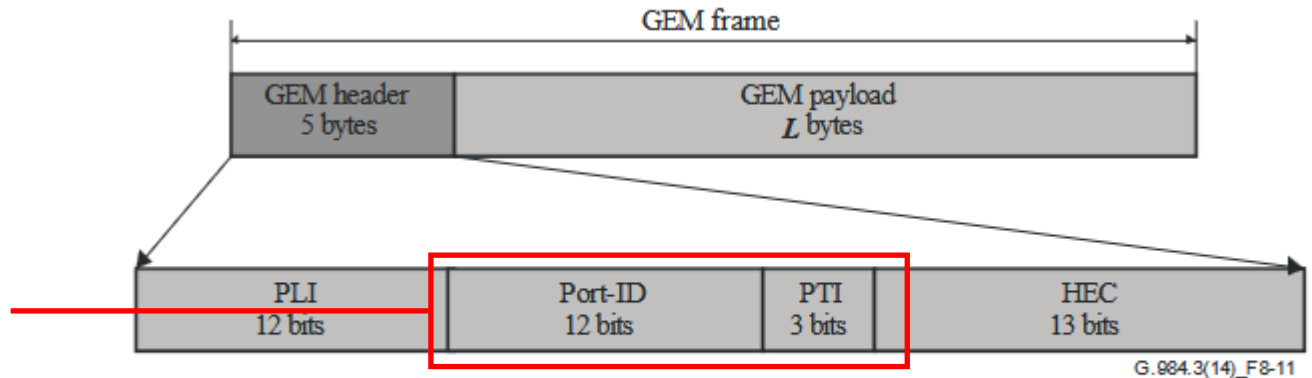 GEM frame
GEM header
5 bytes
GEM payload
L bytes
PLI
12 bits
Port-ID
12 bits
PTI
3 bits
HEC
13 bits
G.984.3(14)_F8-11